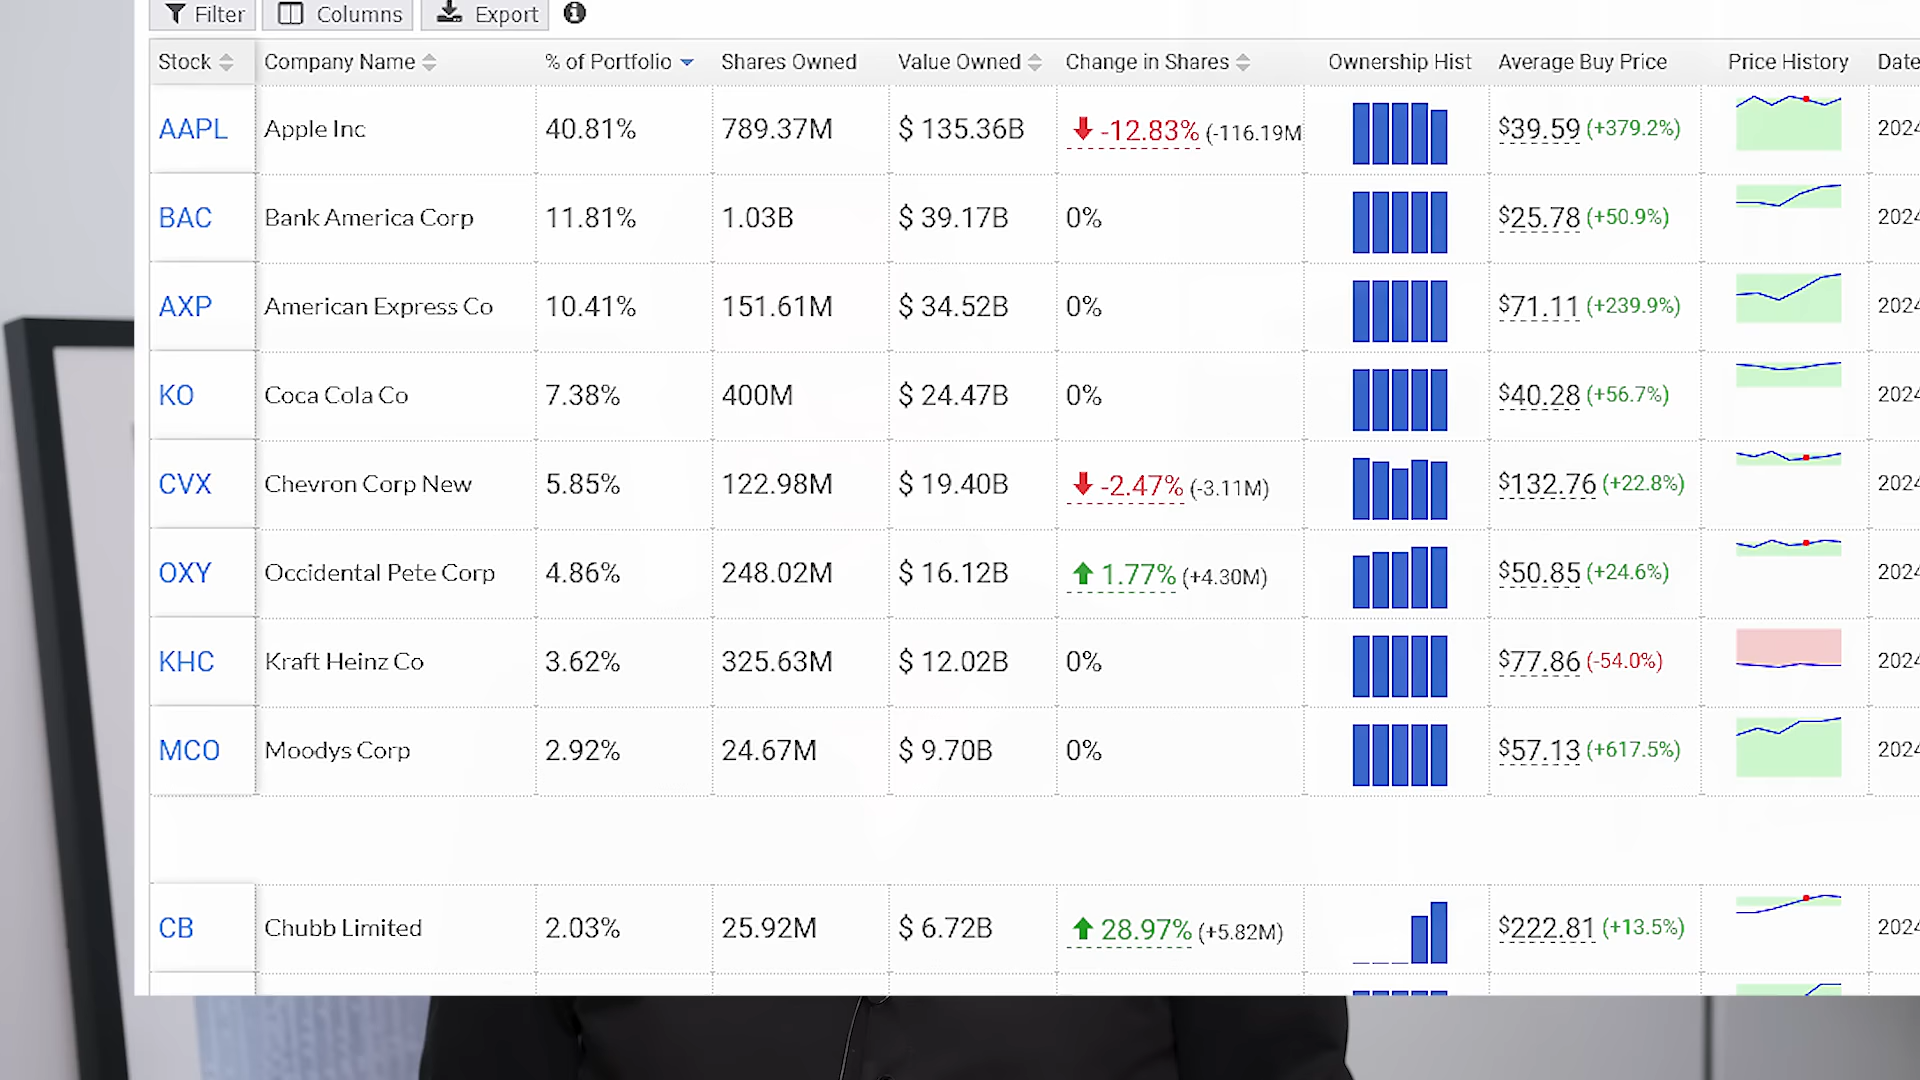 Filter Columns Export
Stock Company Name % of Portfolio Shares Owned Value Owned Change in Shares Ownership Hist Average Buy Price Price History Date
AAPL Apple Inc 40.81% 789.37M $ 135.36B -12.83% (-116.19M $39.59 (+379.2%) 2024
BAC Bank America Corp 11.81% 1.03B $ 39.17B 0% $25.78 (+50.9%) 2024
AXP American Express Co 10.41% 151.61M $ 34.52B 0% $71.11 (+239.9%) 2024
KO Coca Cola Co 7.38% 400M $ 24.47B 0% $40.28 (+56.7%) 2024
CVX Chevron Corp New 5.85% 122.98M $ 19.40B -2.47% (-3.11M) $132.76 (+22.8%) 2024
OXY Occidental Pete Corp 4.86% 248.02M $ 16.12B 1.77% (+4.30M) $50.85 (+24.6%) 2024
KHC Kraft Heinz Co 3.62% 325.63M $ 12.02B 0% $77.86 (-54.0%) 2024
MCO Moodys Corp 2.92% 24.67M $ 9.70B 0% $57.13 (+617.5%) 2024
CB Chubb Limited 2.03% 25.92M $ 6.72B 28.97% (+5.82M) $222.81 (+13.5%) 2024